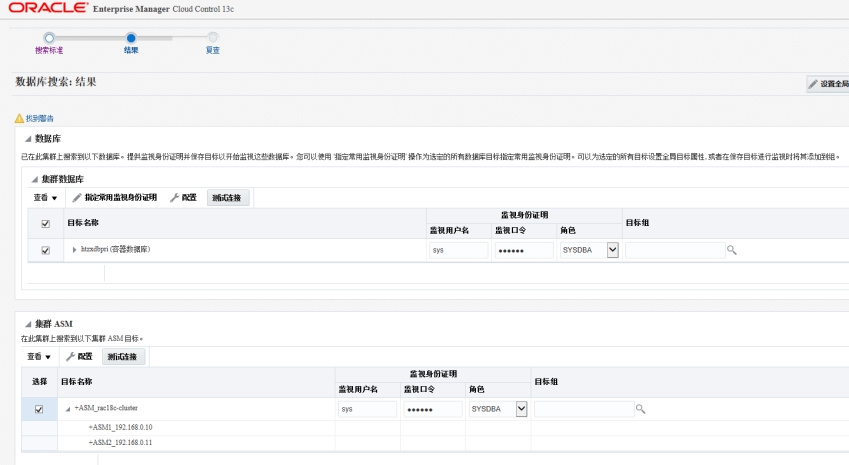 ORACLE Enterprise Manager Cloud Control 13c
搜索标准 结果 复查
数据库搜索: 结果
设置全局
找到警告
数据库
已在此集群上搜索到以下数据库。提供监视身份证明并保存目标以开始监视这些数据库。您可以使用 '指定常用监视身份证明' 操作为选定的所有数据库目标指定常用监视身份证明。可以为选定的所有目标设置全局目标属性, 或者在保存目标进行监视时将其添加到组。
集群数据库
查看 指定常用监视身份证明 配置 测试连接
监视身份证明
目标名称 目标组
监视用户名 监视口令 角色
htzxdbpri (容器数据库) sys •••••• SYSDBA
集群 ASM
在此集群上搜索到以下集群 ASM 目标。
查看 配置 测试连接
监视身份证明
选择 目标名称 目标组
监视用户名 监视口令 角色
+ASM_rac18c-cluster sys •••••• SYSDBA
+ASM1_192.168.0.10
+ASM2_192.168.0.11